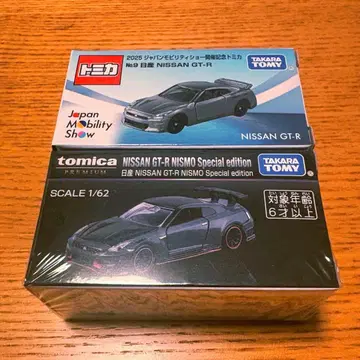 トミカ
2025 ジャパンモビリティショー開催記念トミカ
No.9 日産 NISSAN GT-R
TAKARA TOMY
Japan
Mobility
Show
NISSAN GT-R
tomica
PREMIUM
NISSAN GT-R NISMO Special edition
日産 NISSAN GT-R NISMO Special edition
TAKARA TOMY
SCALE 1/62
対象年齢
6才以上